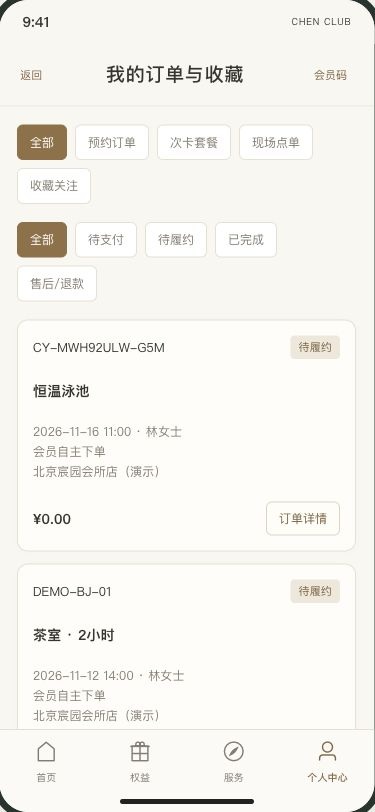 9:41 CHEN CLUB
返回 我的订单与收藏 会员码
全部 预约订单 次卡套餐 现场点单
收藏关注
全部 待支付 待履约 已完成
售后/退款
CY-MWH92ULW-G5M 待履约
恒温泳池
2026-11-16 11:00 · 林女士
会员自主下单
北京宸园会所店（演示）
¥0.00 订单详情
DEMO-BJ-01 待履约
茶室 · 2小时
2026-11-12 14:00 · 林女士
会员自主下单
北京宸园会所店（演示）
首页 权益 服务 个人中心